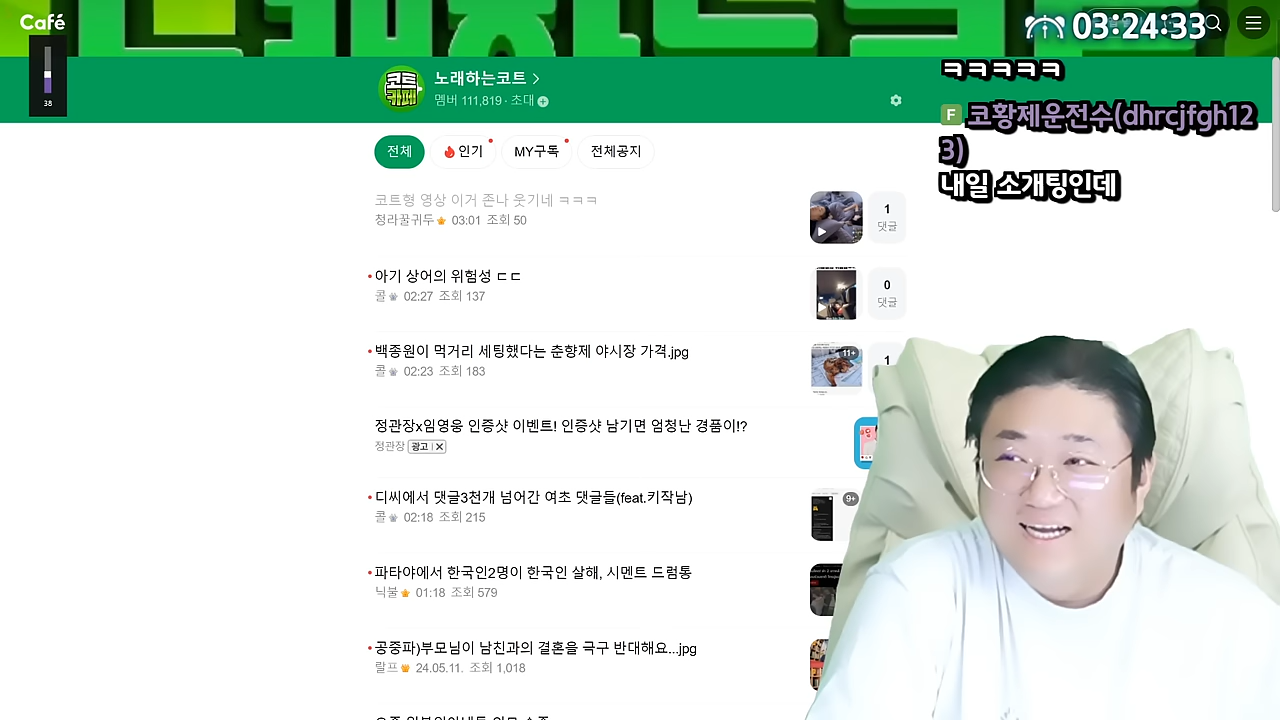 Café
03:24:33
38
코트
카페
노래하는코트
멤버 111,819 · 초대
전체
인기
MY구독
전체공지
ㅋㅋㅋㅋㅋ
F 코황제운전수(dhrcjfgh12
3)
내일 소개팅인데
코트형 영상 이거 존나 웃기네 ㅋㅋㅋ
청라꿀귀두 03:01 조회 50
1
댓글
아기 상어의 위험성 ㄷㄷ
콜 02:27 조회 137
0
댓글
백종원이 먹거리 세팅했다는 춘향제 야시장 가격.jpg
콜 02:23 조회 183
11+
1
정관장x임영웅 인증샷 이벤트! 인증샷 남기면 엄청난 경품이!?
정관장 광고
디씨에서 댓글3천개 넘어간 여초 댓글들(feat.키작남)
콜 02:18 조회 215
9+
파타야에서 한국인2명이 한국인 살해, 시멘트 드럼통
닉불 01:18 조회 579
공중파)부모님이 남친과의 결혼을 극구 반대해요...jpg
랄프 24.05.11. 조회 1,018